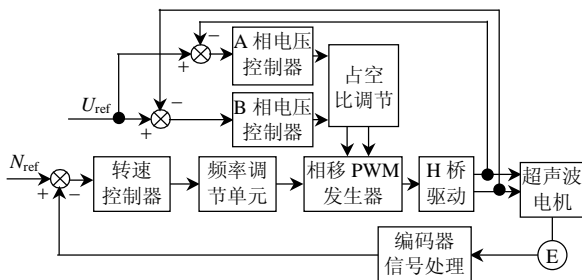 A 相电压
控制器
占空
比调节
U_ref
B 相电压
控制器
N_ref
转速
控制器
频率调
节单元
相移 PWM
发生器
H 桥
驱动
超声波
电机
编码器
信号处理
E
+
−
+
−
+
−